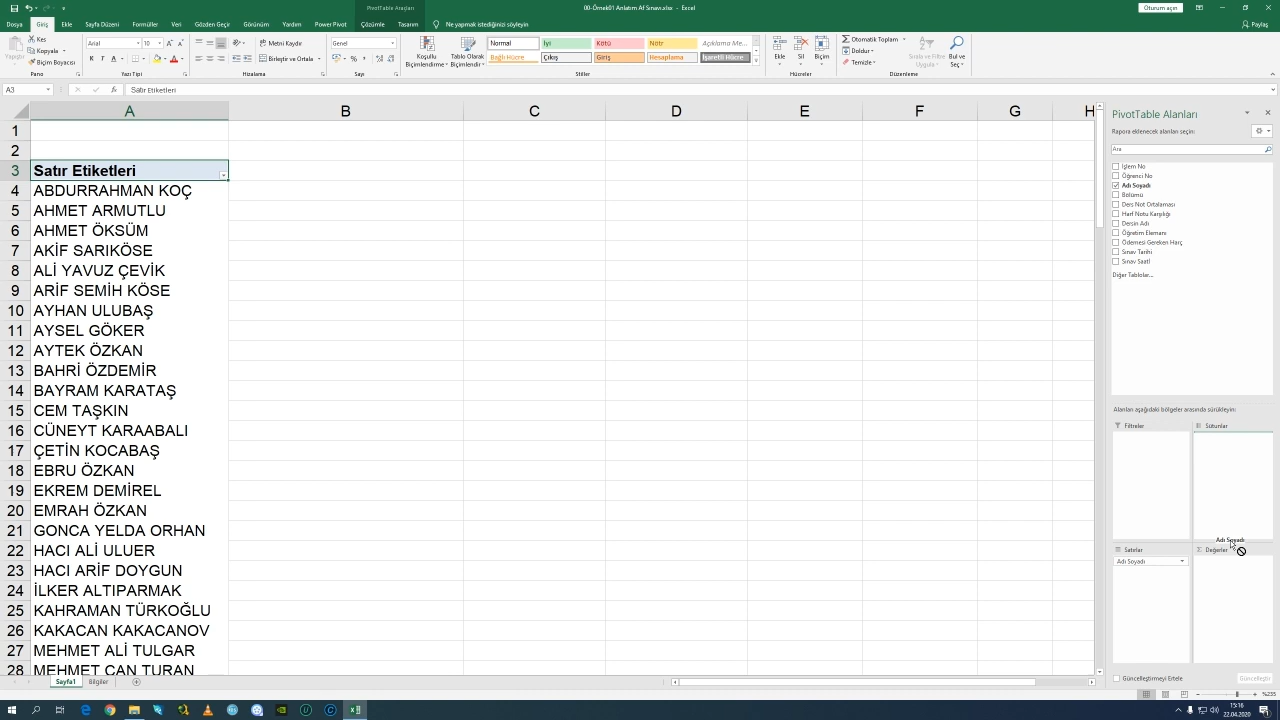 PivotTable Araçları
00-Örnek01 Anlatım Af Sınavı.xlsx – Excel
Oturum açın
Dosya Giriş Ekle Sayfa Düzeni Formüller Veri Gözden Geçir Görünüm Yardım Power Pivot Çözümle Tasarım Ne yapmak istediğinizi söyleyin Paylaş
Kes
Kopyala
Biçim Boyacısı
Yapıştır
Pano
Arial 10
K T A
Yazı Tipi
Metni Kaydır
Birleştir ve Ortala
Hizalama
Genel
Sayı
Koşullu Biçimlendirme
Tablo Olarak Biçimlendir
Normal İyi Kötü Nötr Açıklama Me...
Bağlı Hücre Çıkış Giriş Hesaplama İşaretli Hücre
Stiller
Ekle Sil Biçim
Hücreler
Otomatik Toplam
Doldur
Temizle
Sırala ve Filtre Uygula
Bul ve Seç
Düzenleme
A3 Satır Etiketleri
A B C D E F G H
1
2
3 Satır Etiketleri
4 ABDURRAHMAN KOÇ
5 AHMET ARMUTLU
6 AHMET ÖKSÜM
7 AKİF SARIKÖSE
8 ALİ YAVUZ ÇEVİK
9 ARİF SEMİH KÖSE
10 AYHAN ULUBAŞ
11 AYSEL GÖKER
12 AYTEK ÖZKAN
13 BAHRİ ÖZDEMİR
14 BAYRAM KARATAŞ
15 CEM TAŞKIN
16 CÜNEYT KARAABALI
17 ÇETİN KOCABAŞ
18 EBRU ÖZKAN
19 EKREM DEMİREL
20 EMRAH ÖZKAN
21 GONCA YELDA ORHAN
22 HACI ALİ ULUER
23 HACI ARİF DOYGUN
24 İLKER ALTIPARMAK
25 KAHRAMAN TÜRKOĞLU
26 KAKACAN KAKACANOV
27 MEHMET ALİ TULGAR
28 MEHMET CAN TURAN
PivotTable Alanları
Rapora eklenecek alanları seçin:
Ara
İşlem No
Öğrenci No
Adı Soyadı
Bölümü
Ders Not Ortalaması
Harf Notu Karşılığı
Dersin Adı
Öğretim Elemanı
Ödemesi Gereken Harç
Sınav Tarihi
Sınav Saati
Diğer Tablolar...
Alanları aşağıdaki bölgeler arasında sürükleyin:
Filtreler Sütunlar
Adı Soyadı
Satırlar Değerler
Adı Soyadı
Güncelleştirmeyi Ertele Güncelleştir
Sayfa1 Bilgiler
%235
15:16
22.04.2020